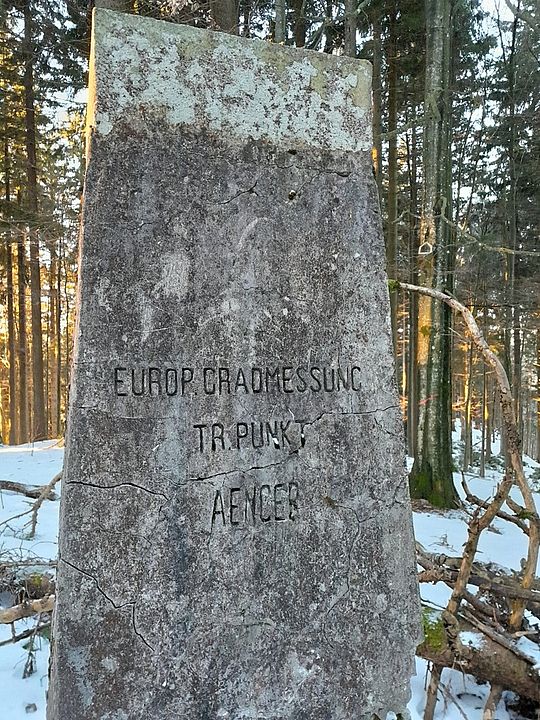 EUROP. GRADMESSUNG
TR. PUNKT
AENGER